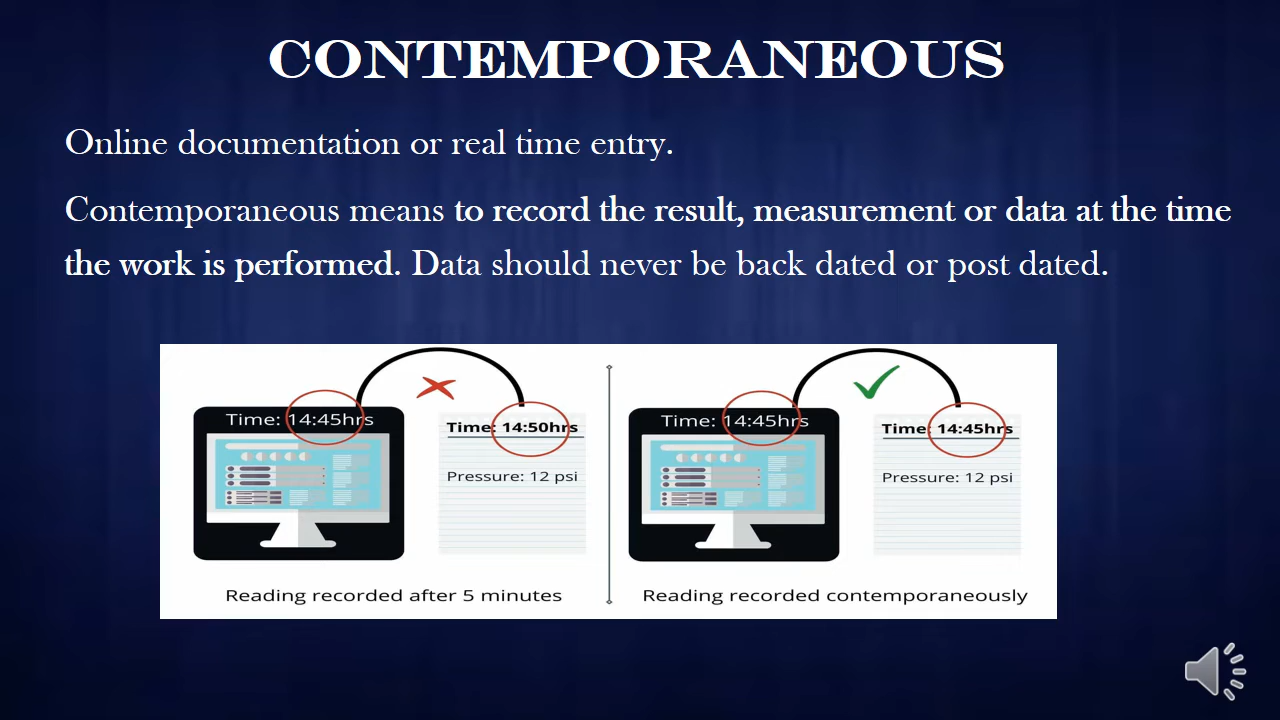 CONTEMPORANEOUS
Online documentation or real time entry.
Contemporaneous means to record the result, measurement or data at the time
the work is performed. Data should never be back dated or post dated.
Time: 14:45hrs
Time: 14:50hrs
Pressure: 12 psi
Reading recorded after 5 minutes
Time: 14:45hrs
Time: 14:45hrs
Pressure: 12 psi
Reading recorded contemporaneously